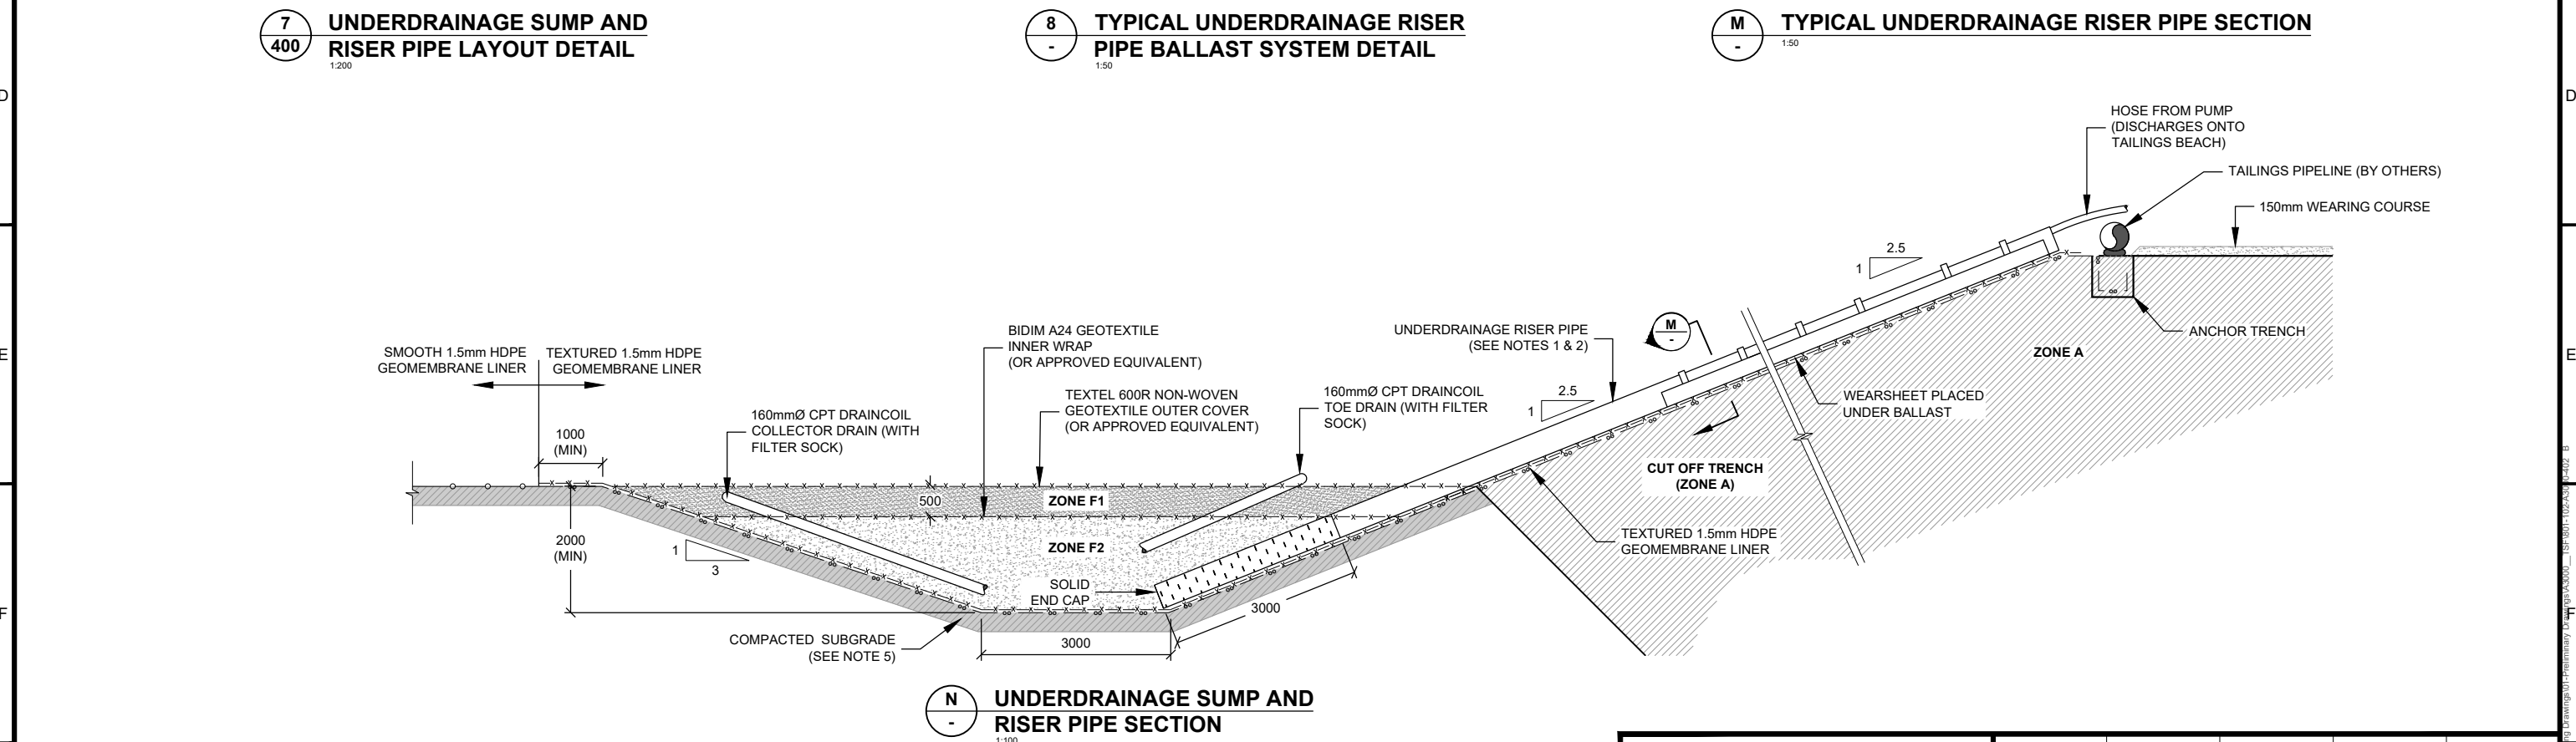 7
400
UNDERDRAINAGE SUMP AND
RISER PIPE LAYOUT DETAIL
1:200
8
-
TYPICAL UNDERDRAINAGE RISER
PIPE BALLAST SYSTEM DETAIL
1:50
M
-
TYPICAL UNDERDRAINAGE RISER PIPE SECTION
1:50
D
D
E
E
F
F
HOSE FROM PUMP
(DISCHARGES ONTO
TAILINGS BEACH)
TAILINGS PIPELINE (BY OTHERS)
150mm WEARING COURSE
2.5
1
ANCHOR TRENCH
ZONE A
WEARSHEET PLACED
UNDER BALLAST
M
-
UNDERDRAINAGE RISER PIPE
(SEE NOTES 1 & 2)
2.5
1
CUT OFF TRENCH
(ZONE A)
TEXTURED 1.5mm HDPE
GEOMEMBRANE LINER
BIDIM A24 GEOTEXTILE
INNER WRAP
(OR APPROVED EQUIVALENT)
TEXTEL 600R NON-WOVEN
GEOTEXTILE OUTER COVER
(OR APPROVED EQUIVALENT)
160mmØ CPT DRAINCOIL
TOE DRAIN (WITH FILTER
SOCK)
SMOOTH 1.5mm HDPE
GEOMEMBRANE LINER
TEXTURED 1.5mm HDPE
GEOMEMBRANE LINER
160mmØ CPT DRAINCOIL
COLLECTOR DRAIN (WITH
FILTER SOCK)
1000
(MIN)
500
ZONE F1
2000
(MIN)
1
3
ZONE F2
SOLID
END CAP
3000
3000
COMPACTED SUBGRADE
(SEE NOTE 5)
N
-
UNDERDRAINAGE SUMP AND
RISER PIPE SECTION
1:100